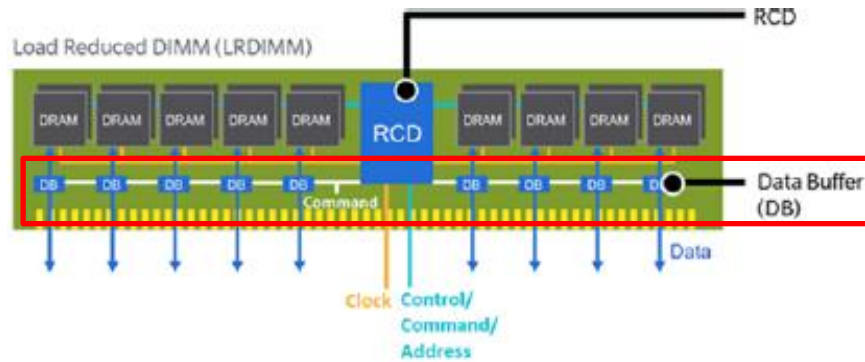 RCD
Load Reduced DIMM (LRDIMM)
DRAM DRAM DRAM DRAM DRAM RCD DRAM DRAM DRAM DRAM
DB DB DB DB DB DB DB DB DB
Command
Data Buffer
(DB)
Data
Clock Control/
Command/
Address